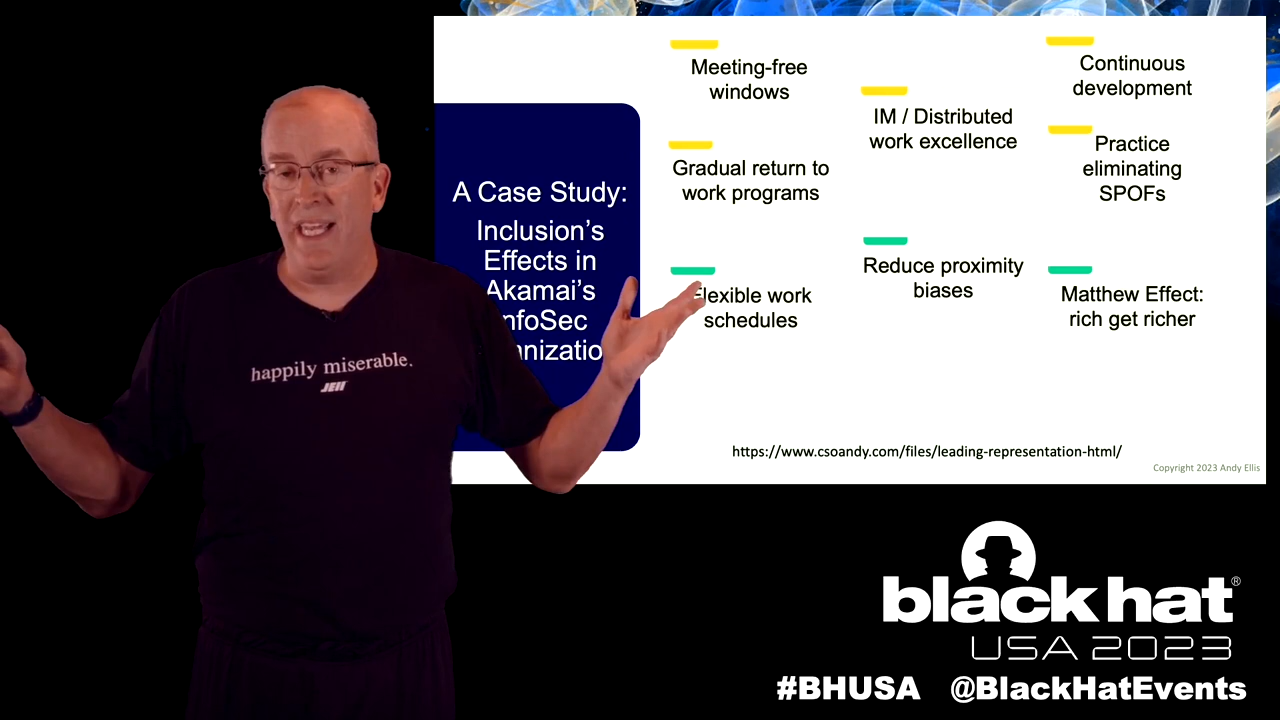 A Case Study:
Inclusion's
Effects in
Akamai's
Meeting-free
windows
Gradual return to
work programs
Flexible work
schedules
IM / Distributed
work excellence
Reduce proximity
biases
Continuous
development
Practice
eliminating
SPOFs
Matthew Effect:
rich get richer
https://www.csoandy.com/files/leading-representation-html/
Copyright 2023 Andy Ellis
happily miserable.
black hat®
USA 2023
#BHUSA @BlackHatEvents